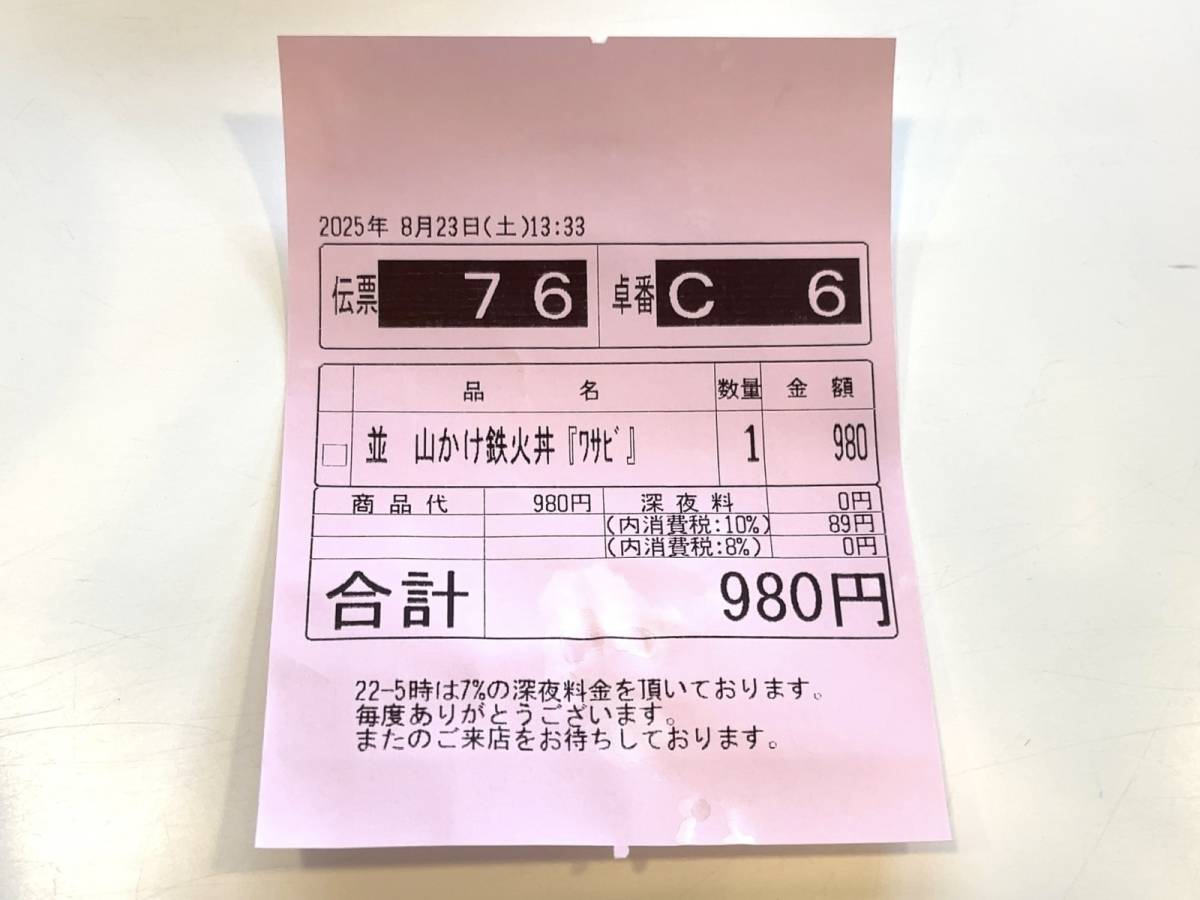 2025年 8月23日(土)13:33
伝票 76 卓番 C 6
品名 数量 金額
並 山かけ鉄火丼『ﾜｻﾋﾞ』 1 980
商品代 980円 深夜料 0円
(内消費税:10%) 89円
(内消費税:8%) 0円
合計 980円
22-5時は7%の深夜料金を頂いております。
毎度ありがとうございます。
またのご来店をお待ちしております。